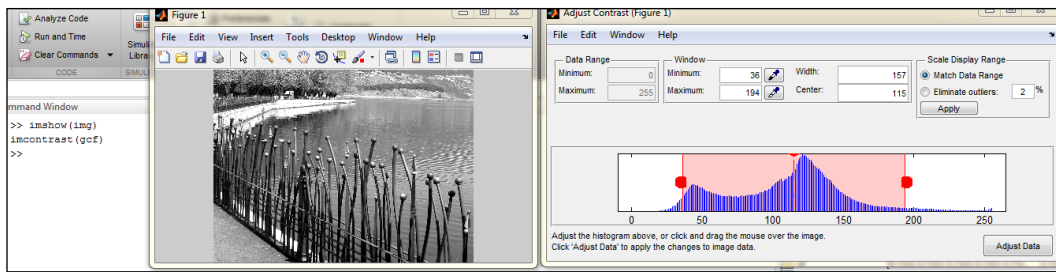 Analyze Code
Run and Time
Clear Commands
CODE
Simuli
Libra
SIMULI
mmand Window
>> imshow(img)
imcontrast(gcf)
>>
Figure 1
File Edit View Insert Tools Desktop Window Help
Adjust Contrast (Figure 1)
File Edit Window Help
Data Range
Minimum: 0
Maximum: 255
Window
Minimum: 36 Width: 157
Maximum: 194 Center: 115
Scale Display Range
Match Data Range
Eliminate outliers: 2 %
Apply
0 50 100 150 200 250
Adjust the histogram above, or click and drag the mouse over the image.
Click 'Adjust Data' to apply the changes to image data.
Adjust Data